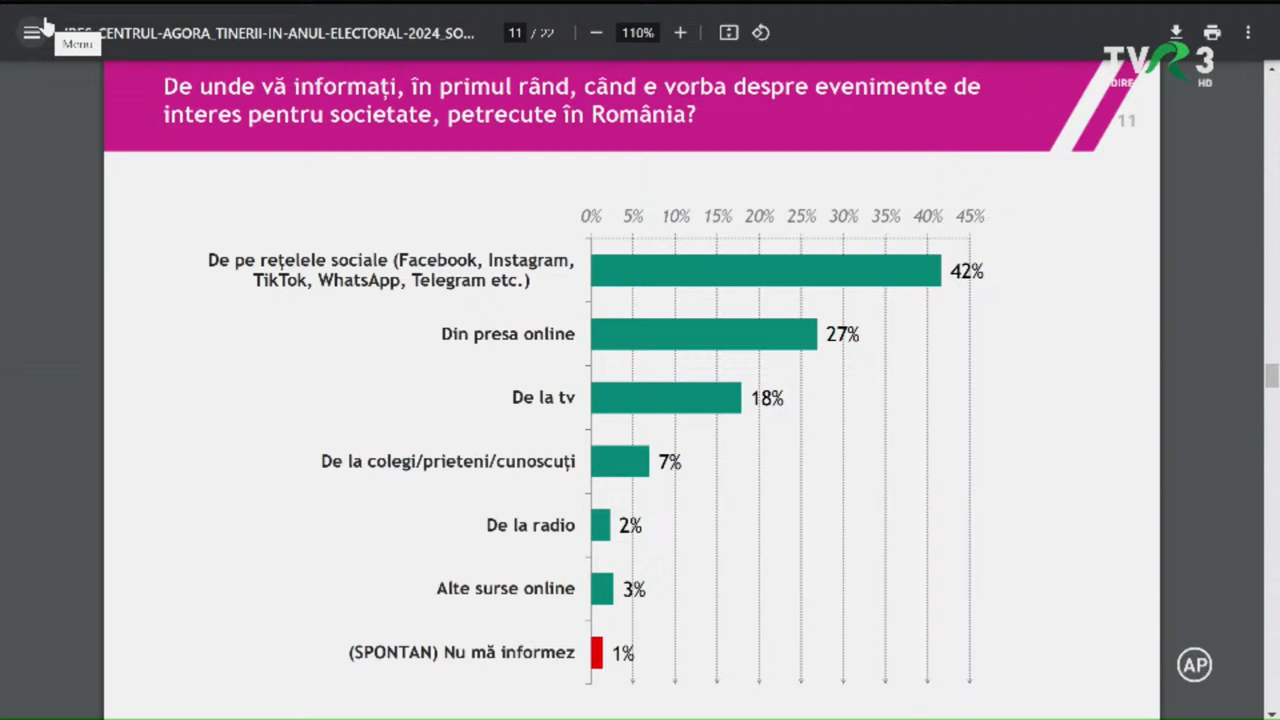 IRES_CENTRUL-AGORA_TINERII-IN-ANUL-ELECTORAL-2024_SO...
11 / 22
110%
Menu
TVR 3
DIRE
HD
De unde vă informați, în primul rând, când e vorba despre evenimente de
interes pentru societate, petrecute în România?
11
0% 5% 10% 15% 20% 25% 30% 35% 40% 45%
De pe rețelele sociale (Facebook, Instagram,
TikTok, WhatsApp, Telegram etc.)
42%
Din presa online
27%
De la tv
18%
De la colegi/prieteni/cunoscuți
7%
De la radio
2%
Alte surse online
3%
(SPONTAN) Nu mă informez
1%
AP